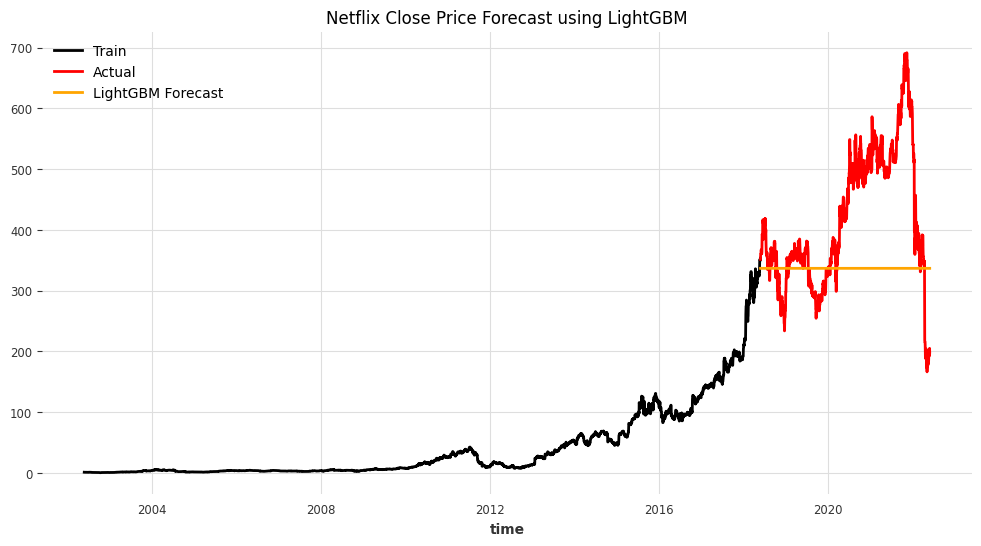 Netflix Close Price Forecast using LightGBM
Train
Actual
LightGBM Forecast
700
600
500
400
300
200
100
0
2004
2008
2012
2016
2020
time